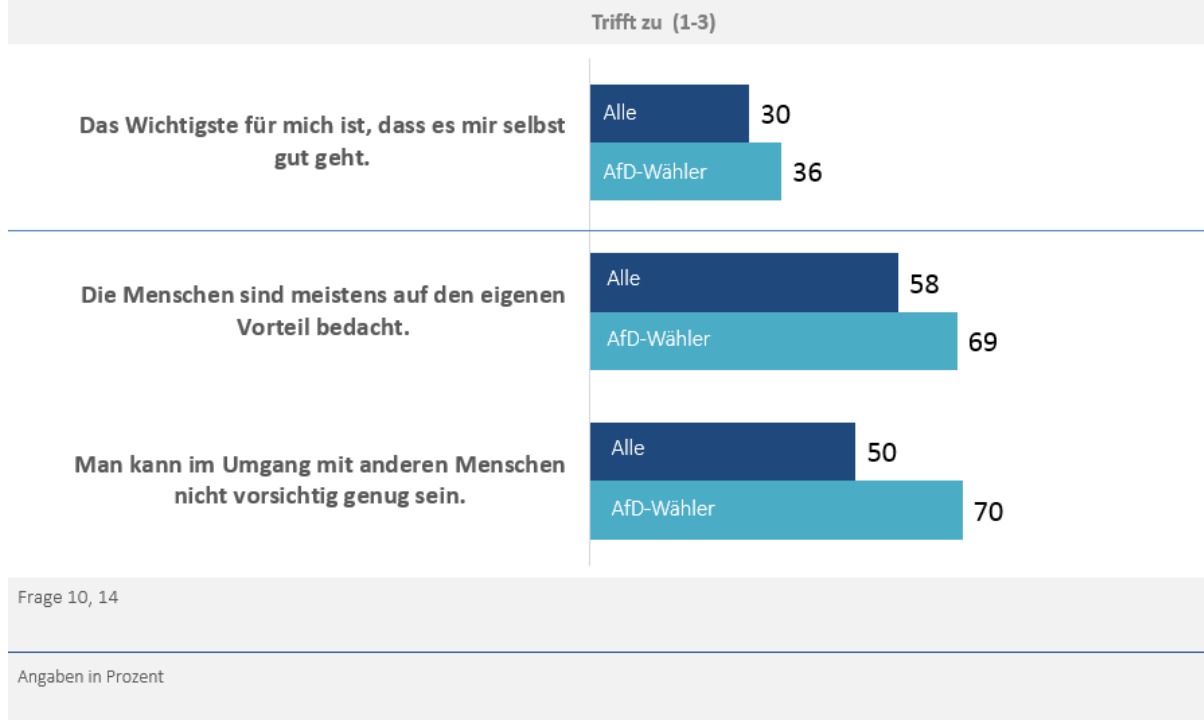 Trifft zu (1-3)
Das Wichtigste für mich ist, dass es mir selbst
gut geht.
Alle
30
AfD-Wähler
36
Die Menschen sind meistens auf den eigenen
Vorteil bedacht.
Alle
58
AfD-Wähler
69
Man kann im Umgang mit anderen Menschen
nicht vorsichtig genug sein.
Alle
50
AfD-Wähler
70
Frage 10, 14
Angaben in Prozent